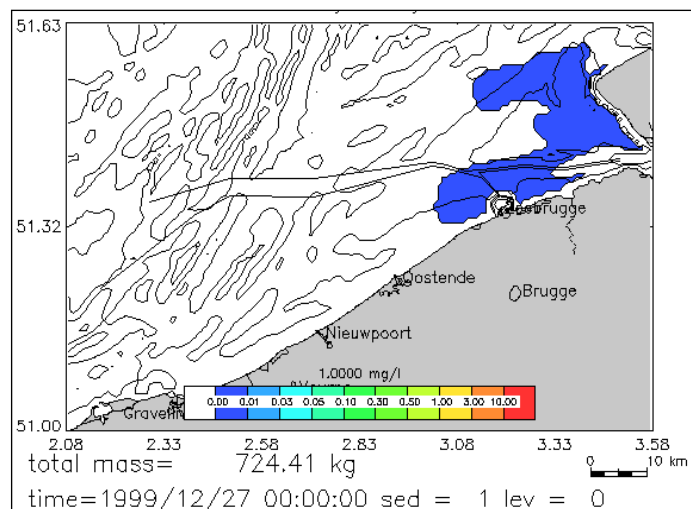 51.63
51.32
Zeebrugge
Oostende
Brugge
Nieuwpoort
1.0000 mg/l
0.00 0.01 0.03 0.05 0.10 0.30 0.50 1.00 3.00 10.00
51.00
2.08 2.33 2.58 2.83 3.08 3.33 3.58
total mass= 724.41 kg
0 10 km
time=1999/12/27 00:00:00 sed = 1 lev = 0